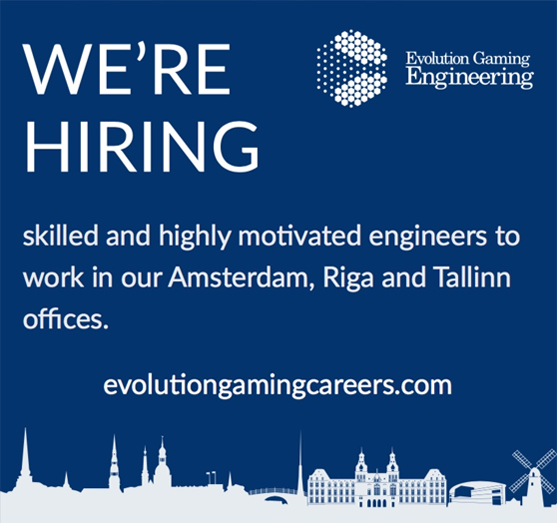 WE'RE
HIRING
Evolution Gaming
Engineering
skilled and highly motivated engineers to
work in our Amsterdam, Riga and Tallinn
offices.
evolutiongamingcareers.com